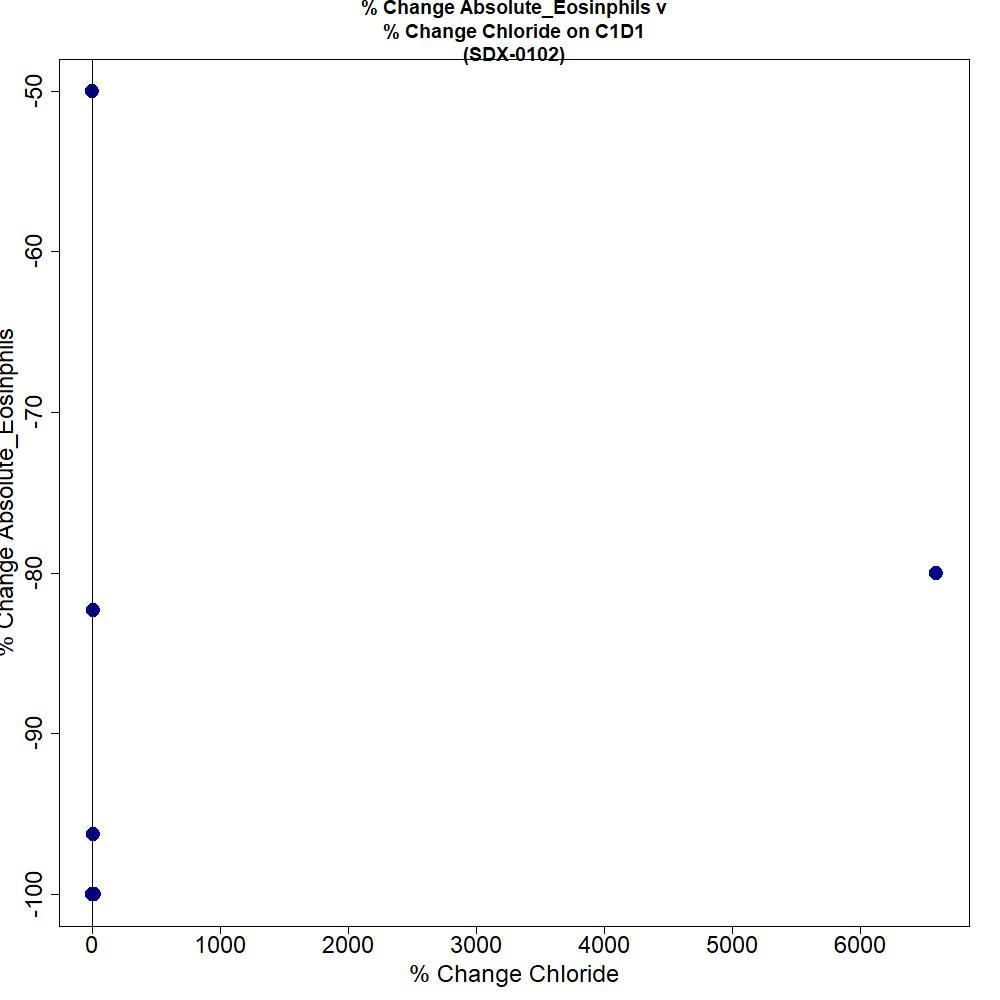 % Change Absolute_Eosinphils v
% Change Chloride on C1D1
(SDX-0102)
% Change Absolute_Eosinphils
-50
-60
-70
-80
-90
-100
0 1000 2000 3000 4000 5000 6000
% Change Chloride